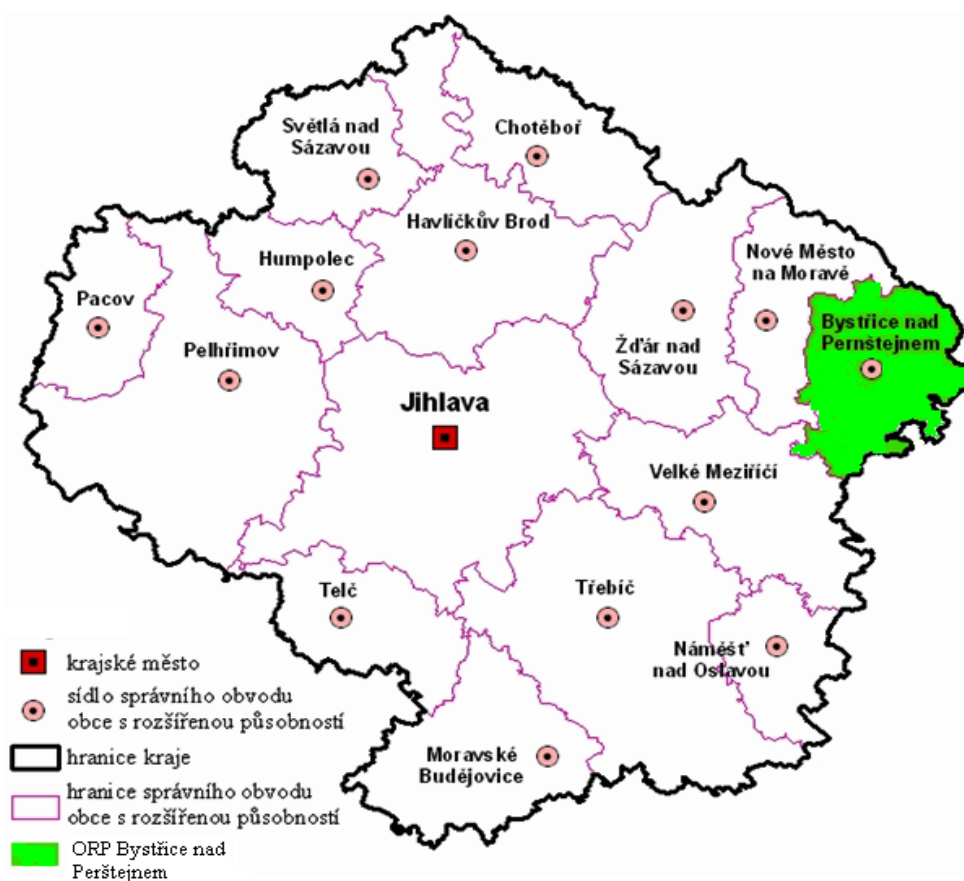 Světlá nad
Sázavou
Chotěboř
Havlíčkův Brod
Humpolec
Nové Město
na Moravě
Pacov
Pelhřimov
Žďár nad
Sázavou
Bystřice nad
Pernštejnem
Jihlava
Velké Meziříčí
Telč
Třebíč
Náměšť
nad Oslavou
Moravské
Budějovice
krajské město
sídlo správního obvodu
obce s rozšířenou působností
hranice kraje
hranice správního obvodu
obce s rozšířenou působností
ORP Bystřice nad
Perštejnem